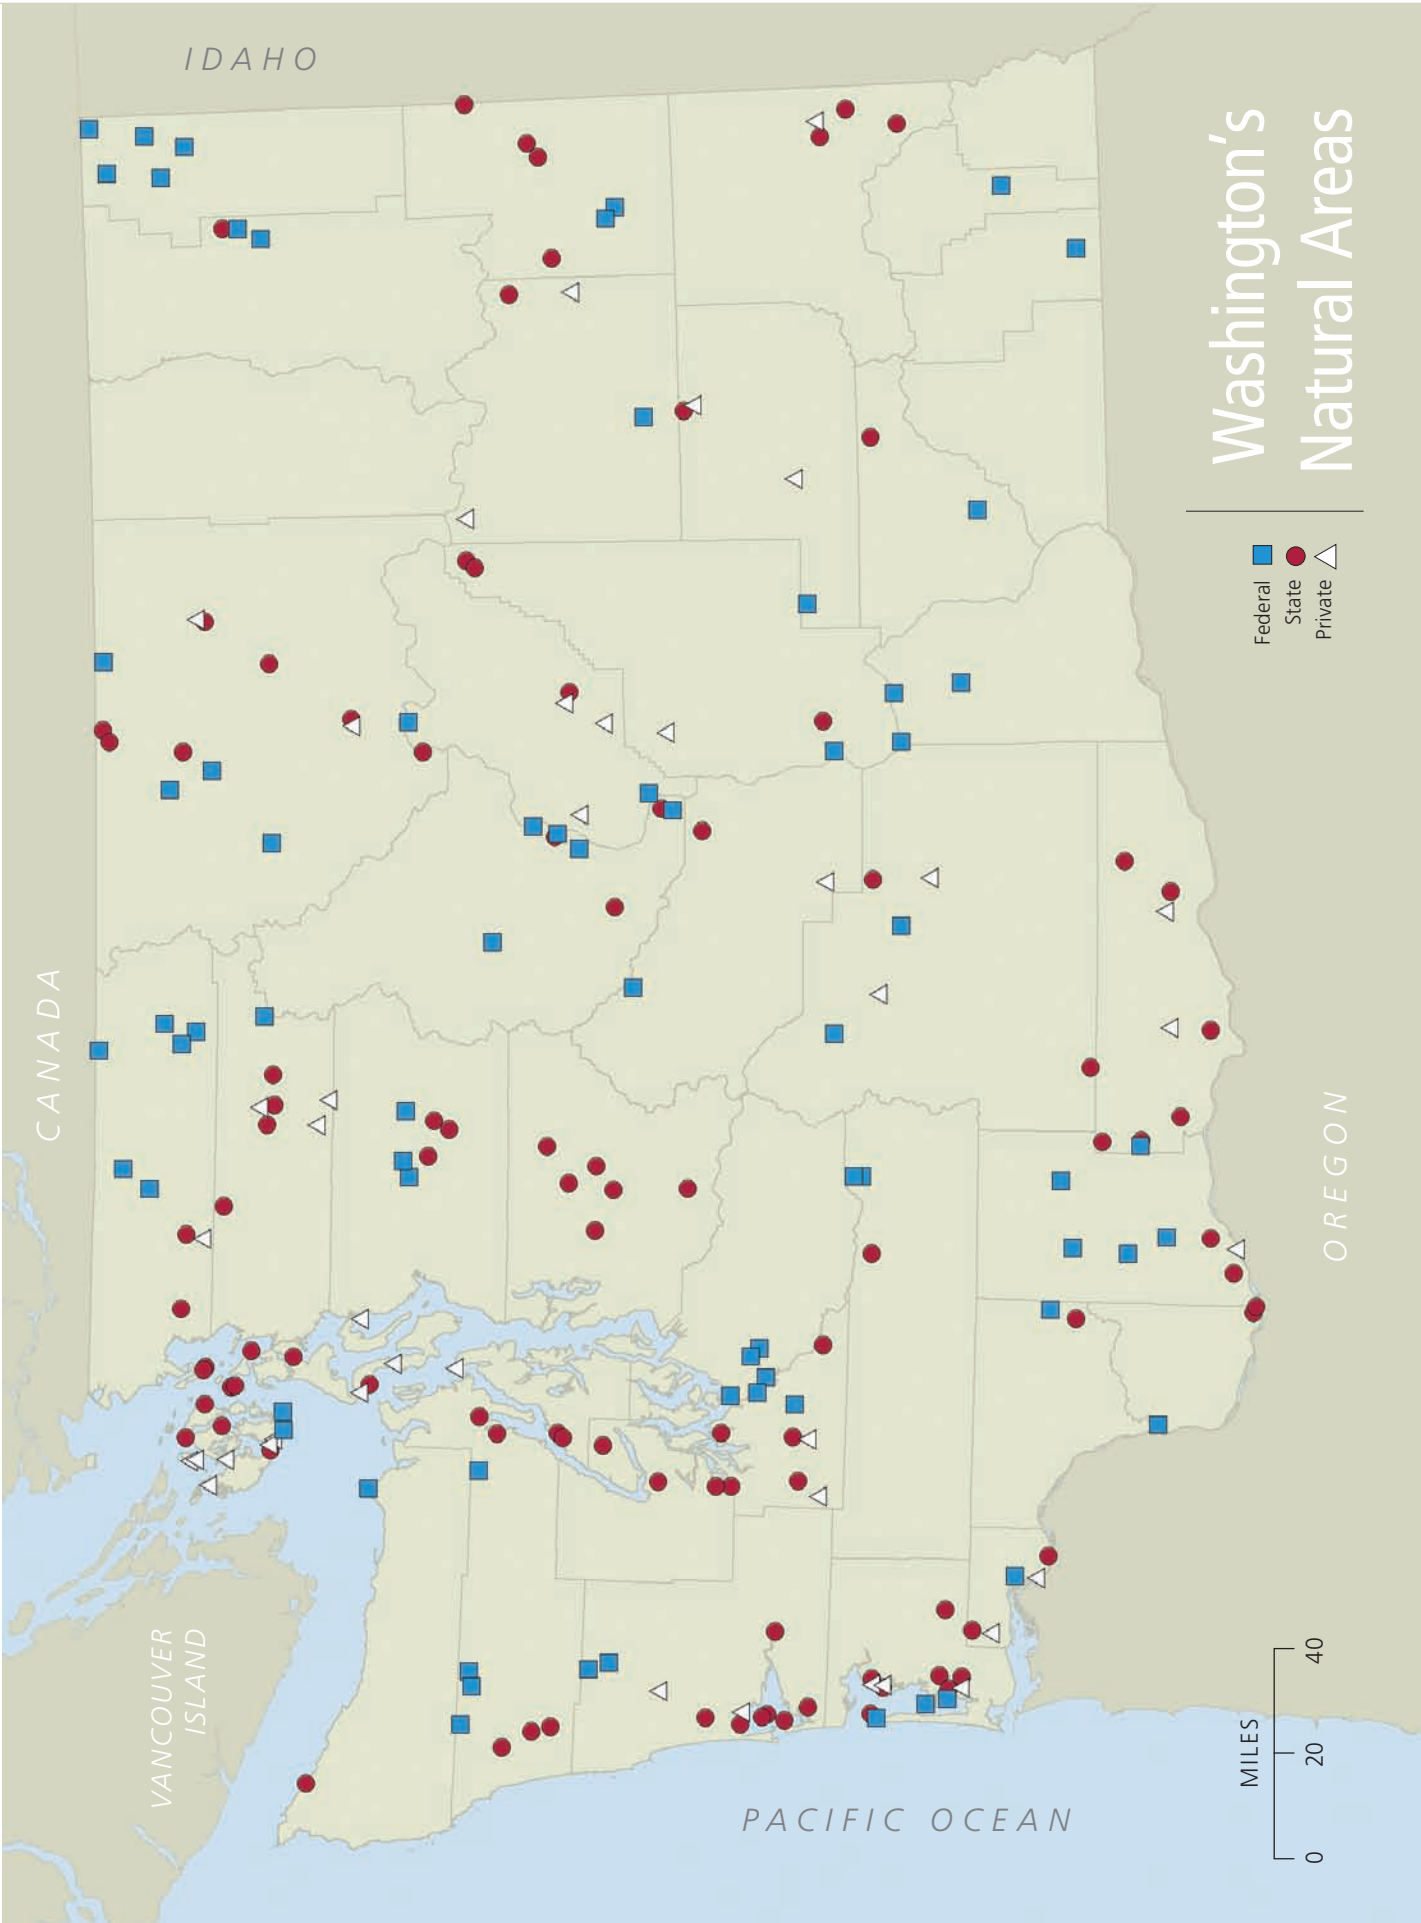 Washington's
Natural Areas
Federal
State
Private
IDAHO
CANADA
OREGON
VANCOUVER
ISLAND
PACIFIC OCEAN
MILES
0 20 40